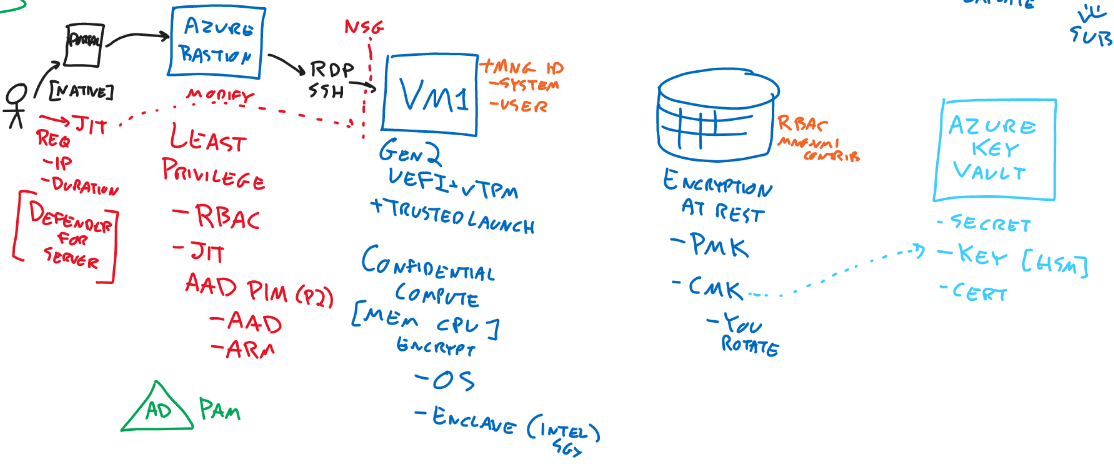 SUB
PORTAL
AZURE
BASTION
NSG
RDP
SSH
VM1
+MNG ID
-SYSTEM
-USER
[NATIVE]
MODIFY
JIT
REQ
-IP
-DURATION
[DEFENDER
FOR
SERVER]
LEAST
PRIVILEGE
-RBAC
-JIT
AAD PIM (P2)
-AAD
-ARM
AD PAM
GEN2
UEFI+VTPM
+TRUSTED LAUNCH
CONFIDENTIAL
COMPUTE
[MEM CPU]
ENCRYPT
-OS
-ENCLAVE (INTEL)
SGX
RBAC
CONTRIB
ENCRYPTION
AT REST
-PMK
-CMK
-YOU
ROTATE
AZURE
KEY
VAULT
-SECRET
-KEY [HSM]
-CERT